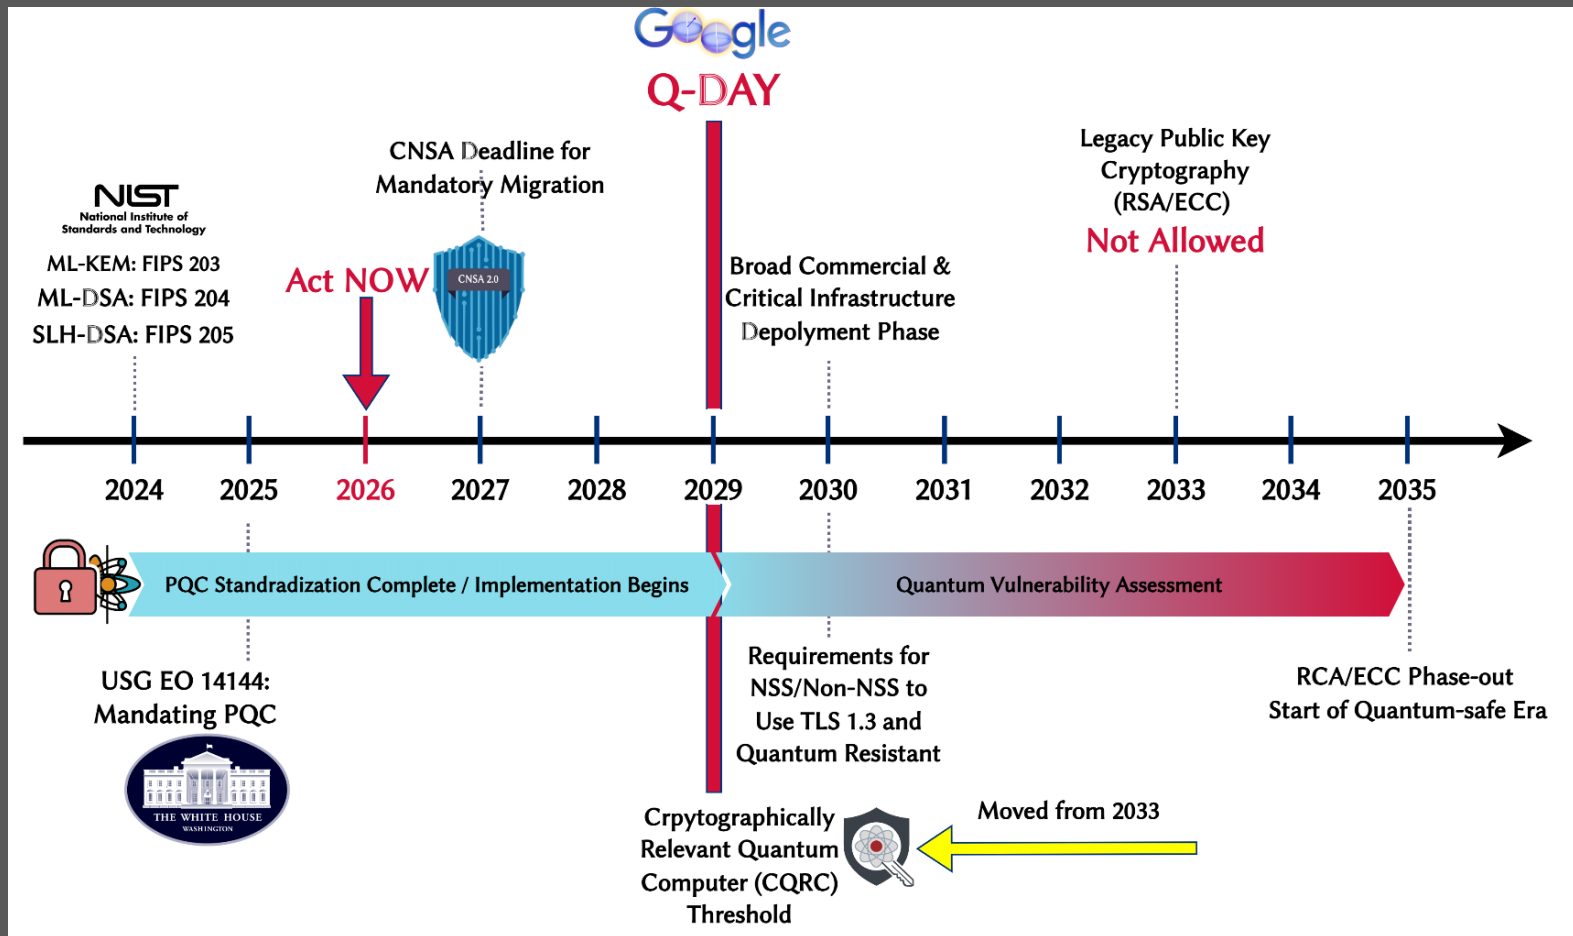 Google
Q-DAY
CNSA Deadline for
Mandatory Migration
Legacy Public Key
Cryptography
(RSA/ECC)
Not Allowed
NIST
National Institute of
Standards and Technology
ML-KEM: FIPS 203
ML-DSA: FIPS 204
SLH-DSA: FIPS 205
Act NOW
CNSA 2.0
Broad Commercial &
Critical Infrastructure
Depolyment Phase
2024
2025
2026
2027
2028
2029
2030
2031
2032
2033
2034
2035
PQC Standradization Complete / Implementation Begins
Quantum Vulnerability Assessment
USG EO 14144:
Mandating PQC
THE WHITE HOUSE
WASHINGTON
Requirements for
NSS/Non-NSS to
Use TLS 1.3 and
Quantum Resistant
RCA/ECC Phase-out
Start of Quantum-safe Era
Crpytographically
Relevant Quantum
Computer (CQRC)
Threshold
Moved from 2033